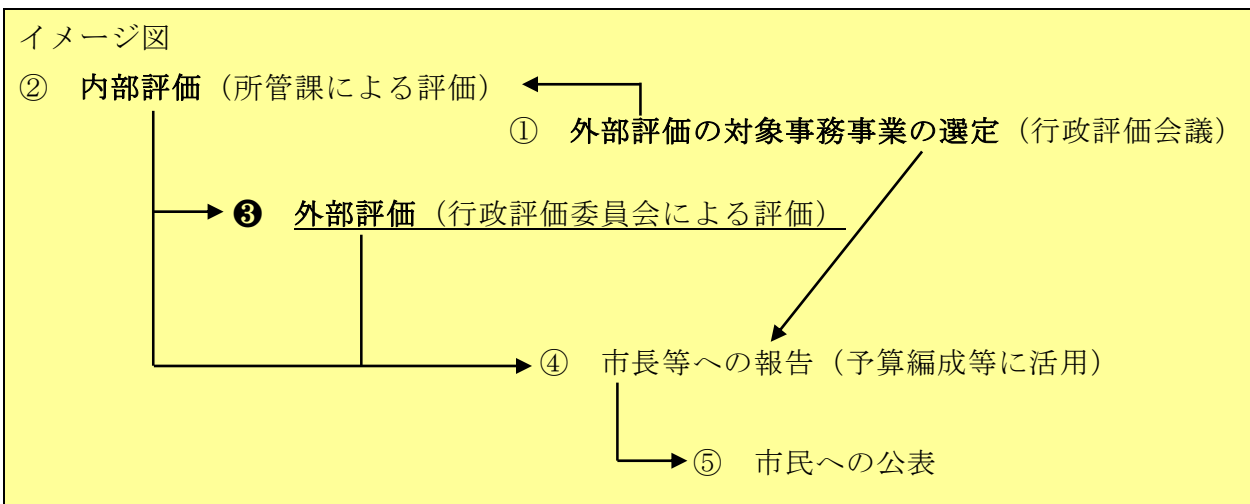 イメージ図
② 内部評価(所管課による評価)
① 外部評価の対象事務事業の選定(行政評価会議)
❸ 外部評価(行政評価委員会による評価)
④ 市長等への報告(予算編成等に活用)
⑤ 市民への公表